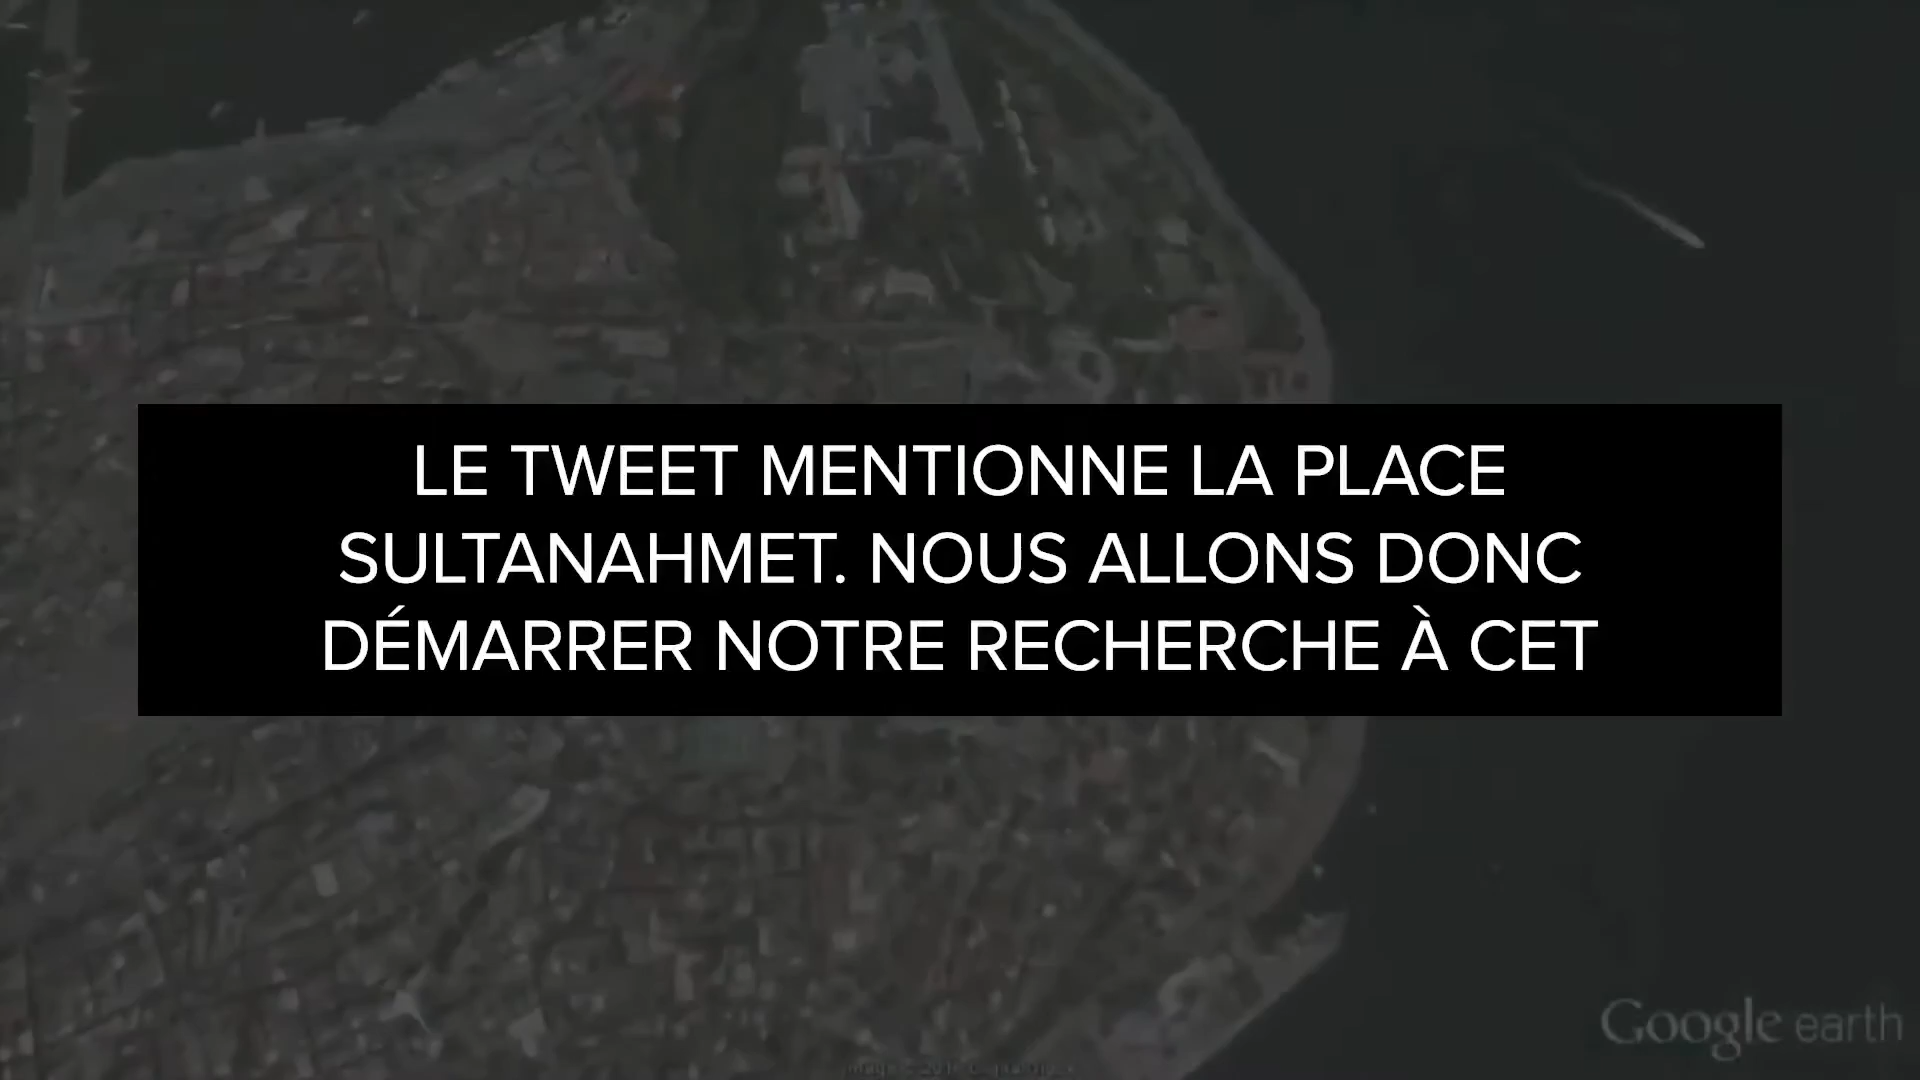 LE TWEET MENTIONNE LA PLACE
SULTANAHMET. NOUS ALLONS DONC
DÉMARRER NOTRE RECHERCHE À CET
Google earth